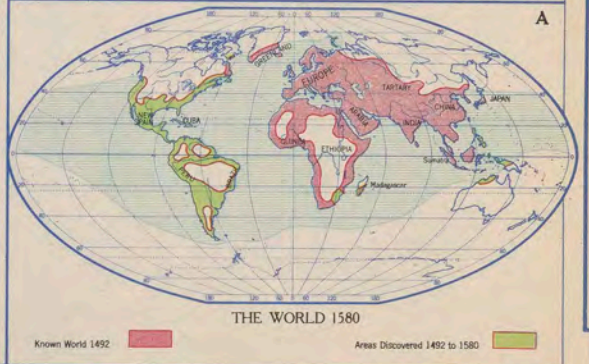 A
GREENLAND
EUROPE
TARTARY
JAPAN
CHINA
ARABIA
INDIA
NEW
SPAIN
CUBA
GUINEA
ETHIOPIA
Sumatra
PERU
Madagascar
THE WORLD 1580
Known World 1492
Areas Discovered 1492 to 1580